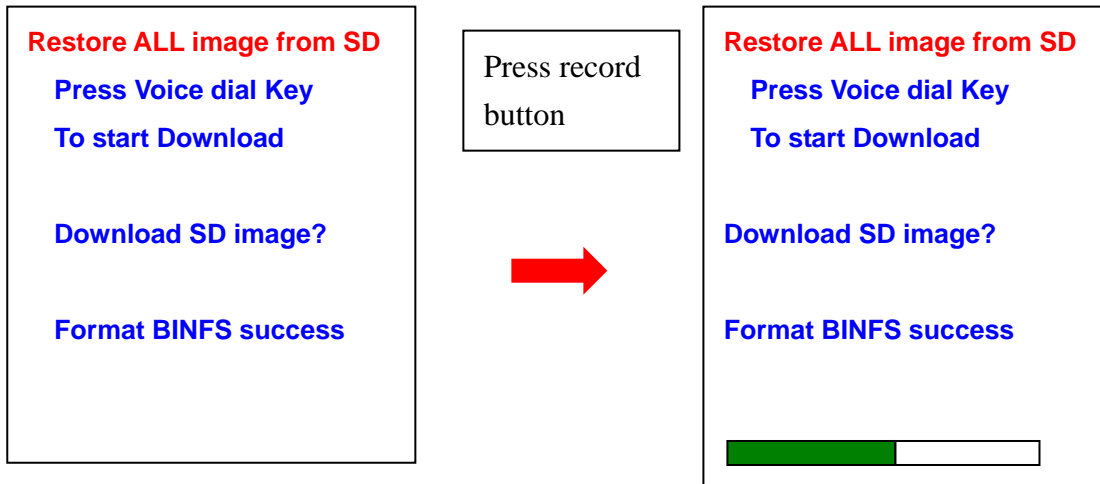 Restore ALL image from SD
Press Voice dial Key
To start Download
Download SD image?
Format BINFS success
Press record
button
Restore ALL image from SD
Press Voice dial Key
To start Download
Download SD image?
Format BINFS success